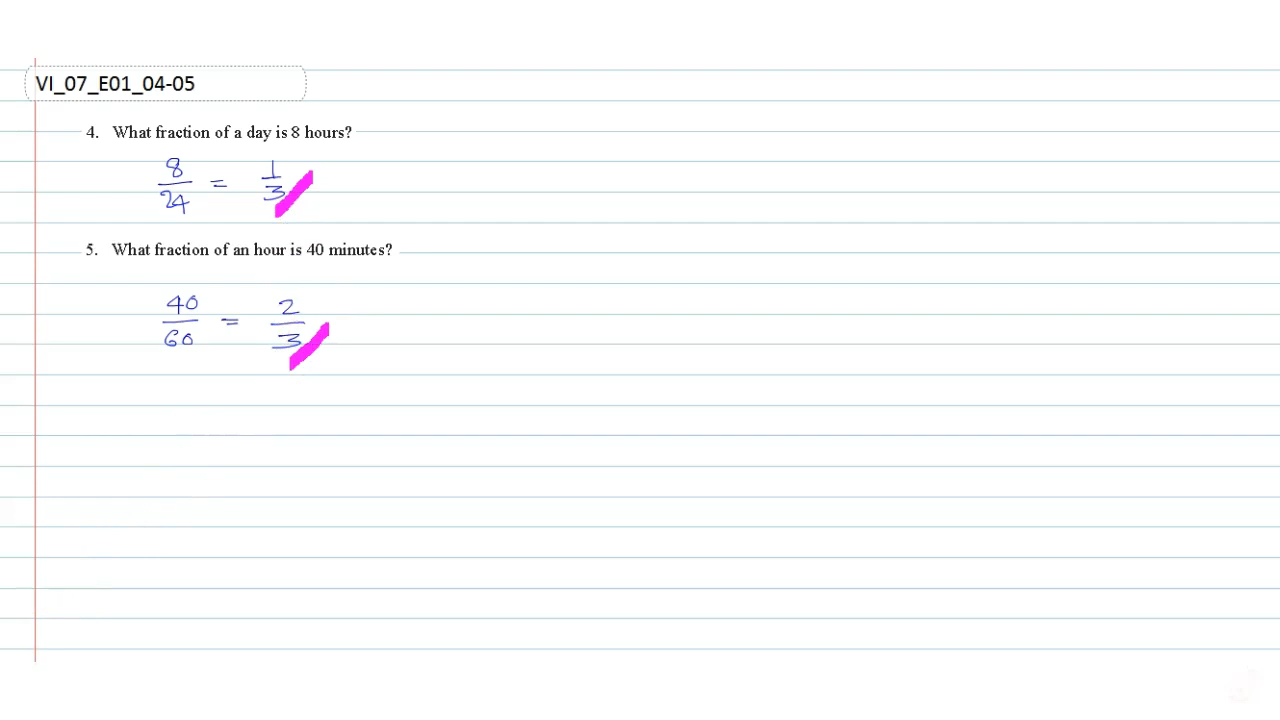 VI_07_E01_04-05
4. What fraction of a day is 8 hours?
8/24 = 1/3
5. What fraction of an hour is 40 minutes?
40/60 = 2/3